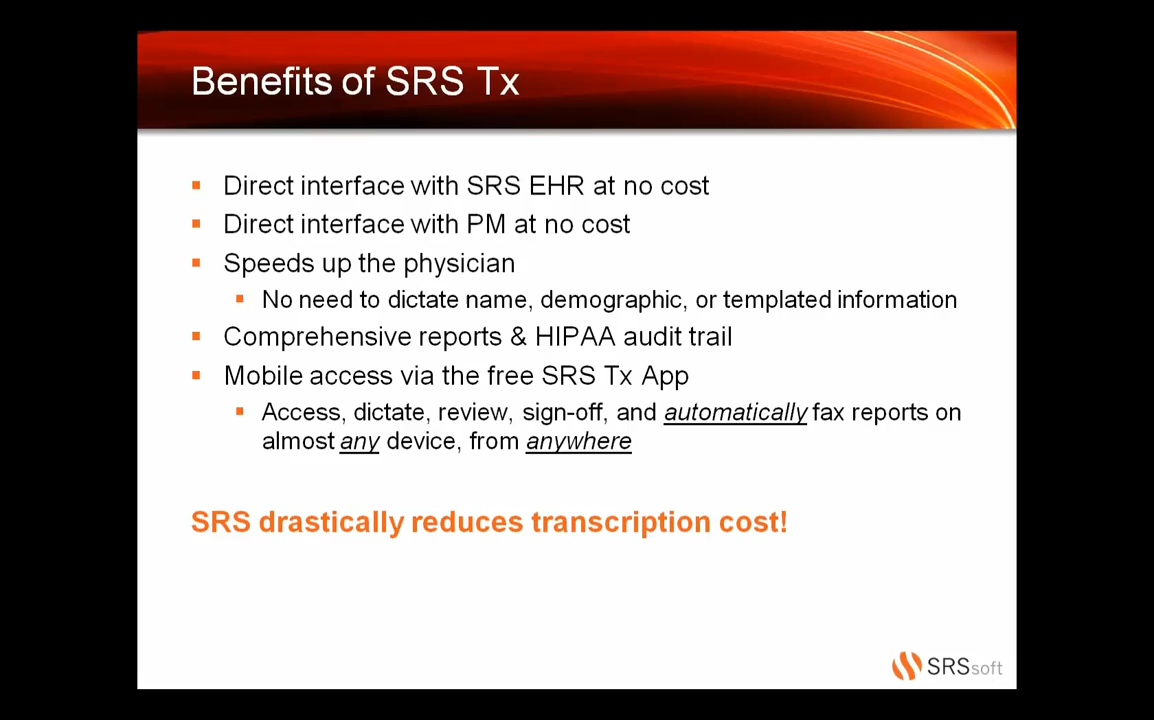 Benefits of SRS Tx
Direct interface with SRS EHR at no cost
Direct interface with PM at no cost
Speeds up the physician
No need to dictate name, demographic, or templated information
Comprehensive reports & HIPAA audit trail
Mobile access via the free SRS Tx App
Access, dictate, review, sign-off, and automatically fax reports on
almost any device, from anywhere
SRS drastically reduces transcription cost!
SRSsoft